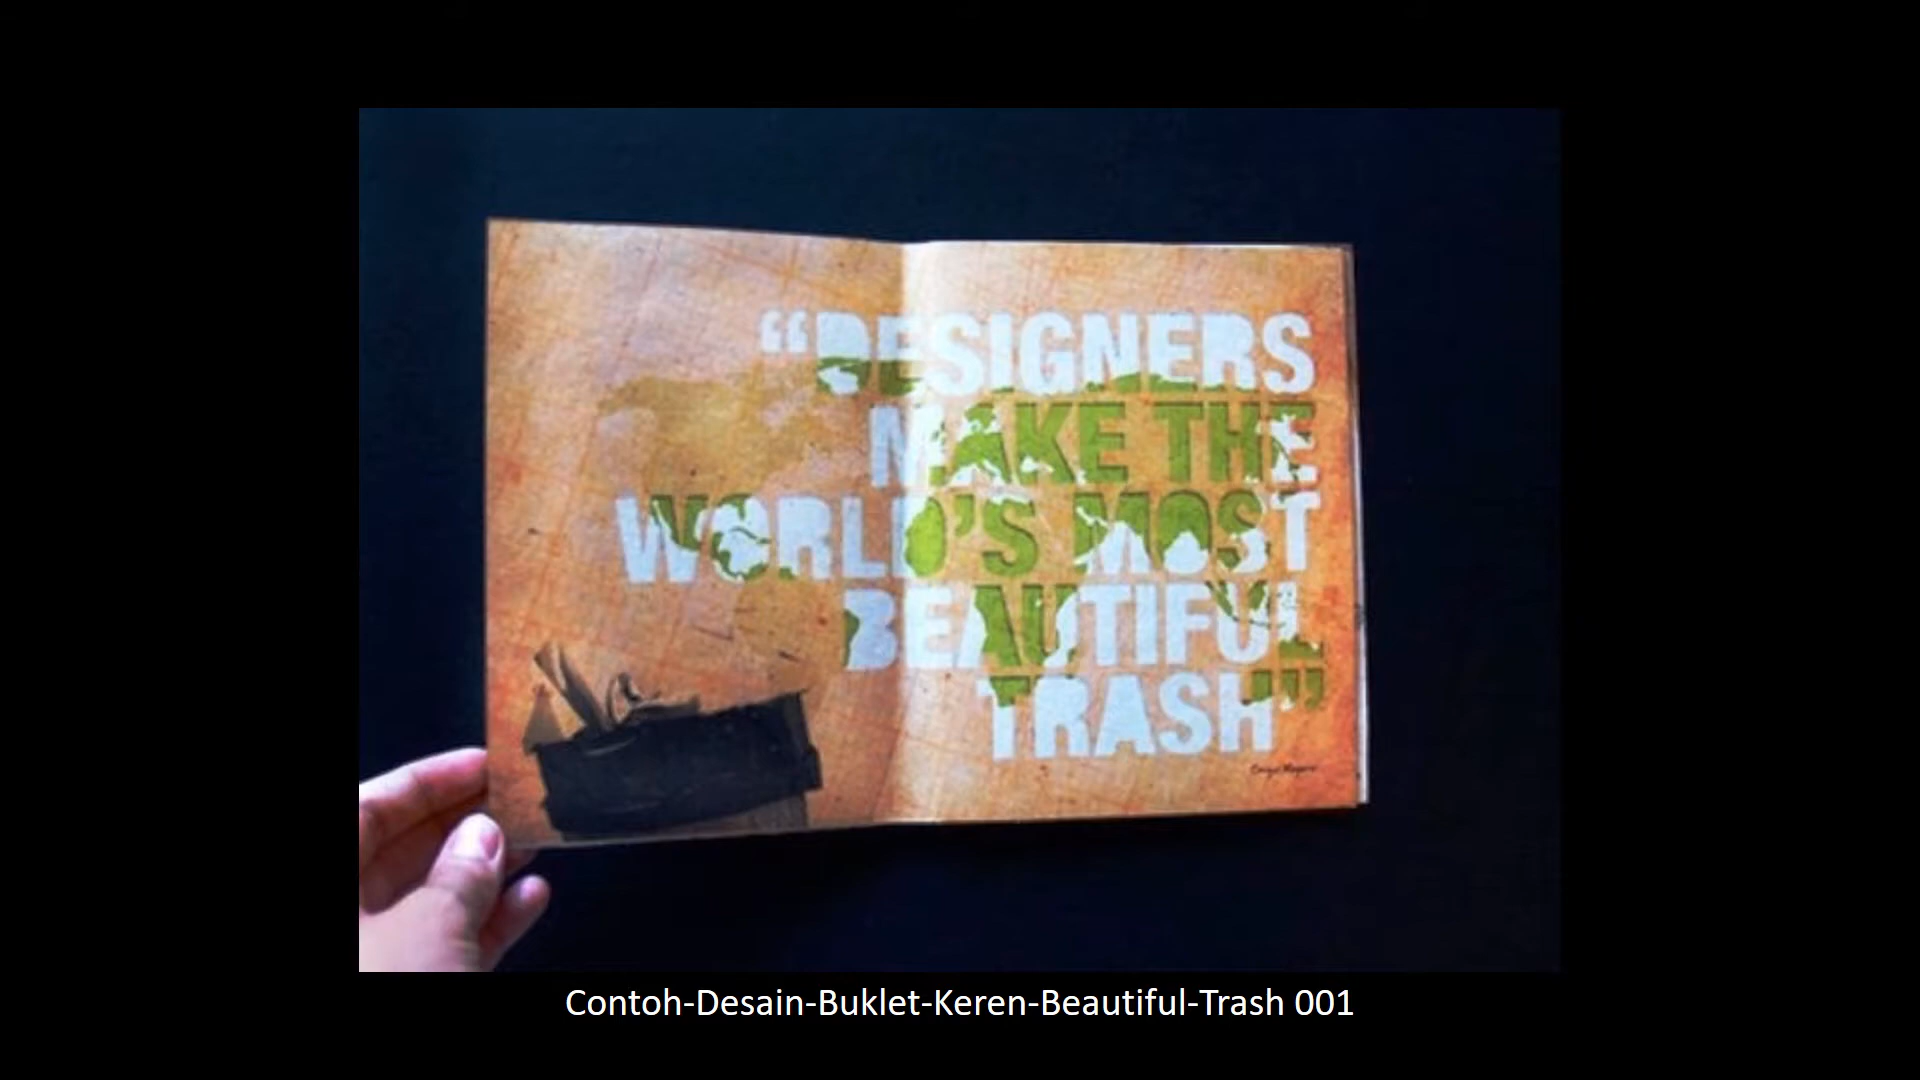 “DESIGNERS
MAKE THE
WORLD’S MOST
BEAUTIFUL
TRASH”
Contoh-Desain-Buklet-Keren-Beautiful-Trash 001